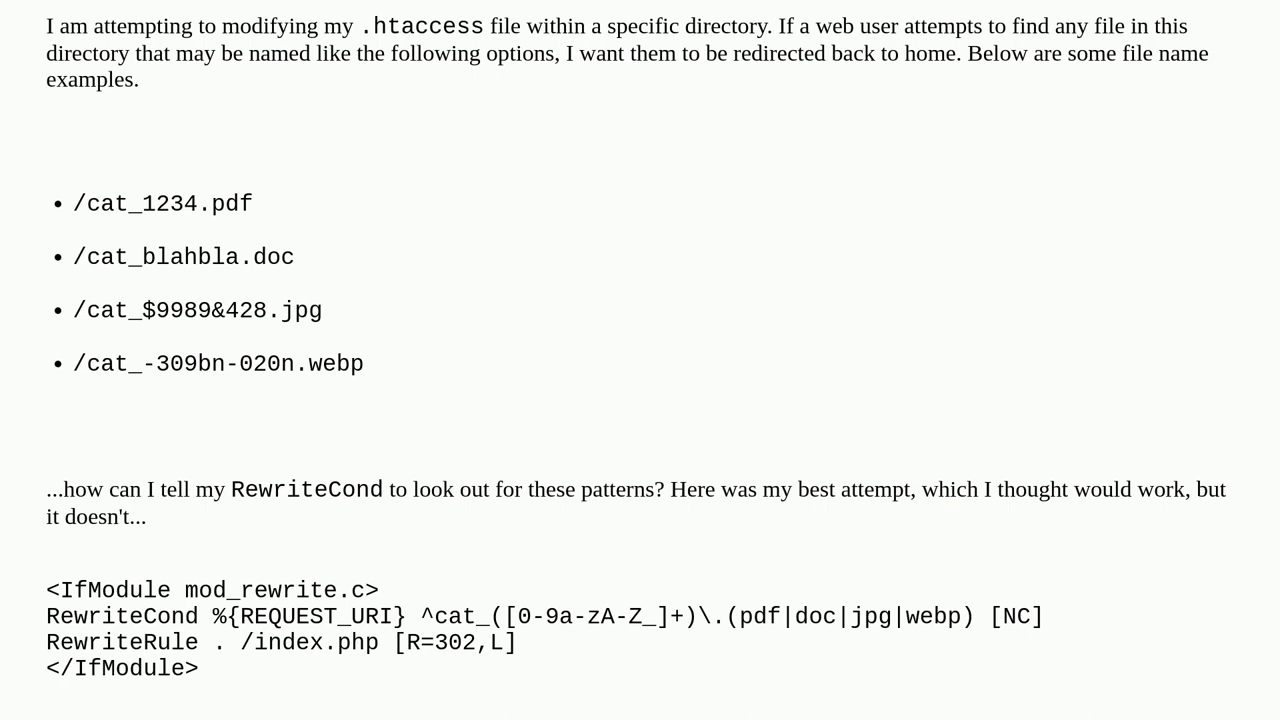 I am attempting to modifying my .htaccess file within a specific directory. If a web user attempts to find any file in this
directory that may be named like the following options, I want them to be redirected back to home. Below are some file name
examples.
• /cat_1234.pdf
• /cat_blahbla.doc
• /cat_$9989&428.jpg
• /cat_-309bn-020n.webp
...how can I tell my RewriteCond to look out for these patterns? Here was my best attempt, which I thought would work, but
it doesn't...
<IfModule mod_rewrite.c>
RewriteCond %{REQUEST_URI} ^cat_([0-9a-zA-Z_]+)\.(pdf|doc|jpg|webp) [NC]
RewriteRule . /index.php [R=302,L]
</IfModule>